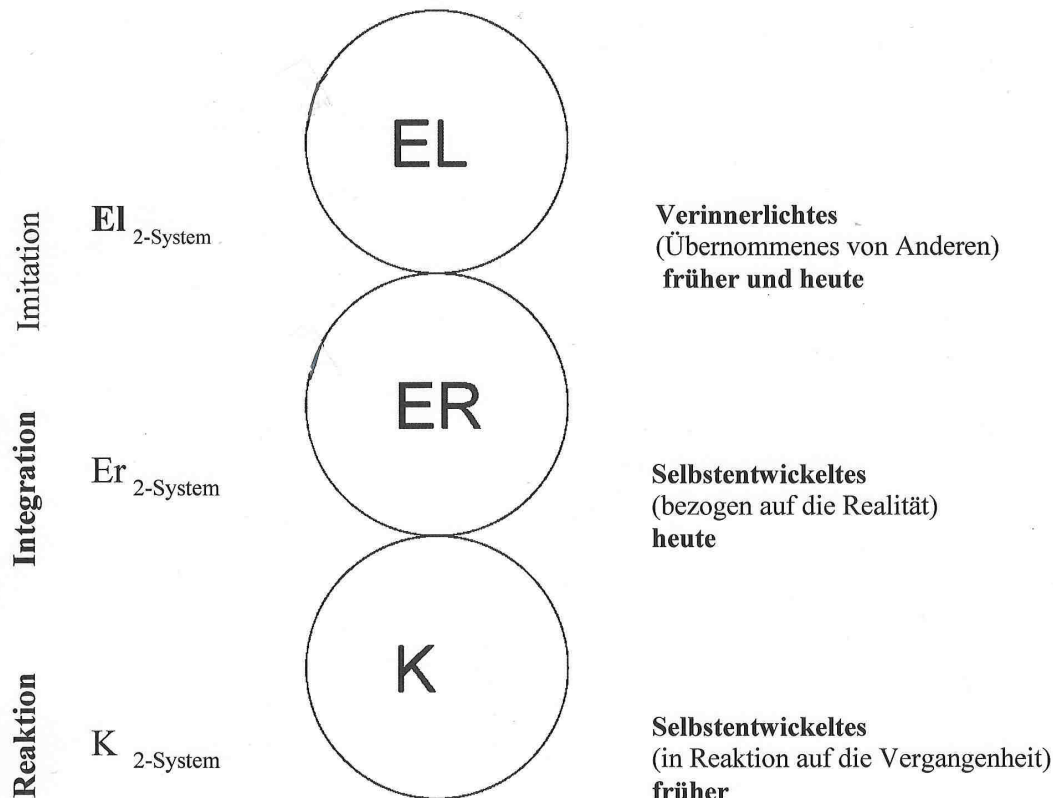 EL
Imitation
El 2-System
Verinnerlichtes
(Übernommenes von Anderen)
früher und heute
ER
Integration
Er 2-System
Selbstentwickeltes
(bezogen auf die Realität)
heute
K
Reaktion
K 2-System
Selbstentwickeltes
(in Reaktion auf die Vergangenheit)
früher